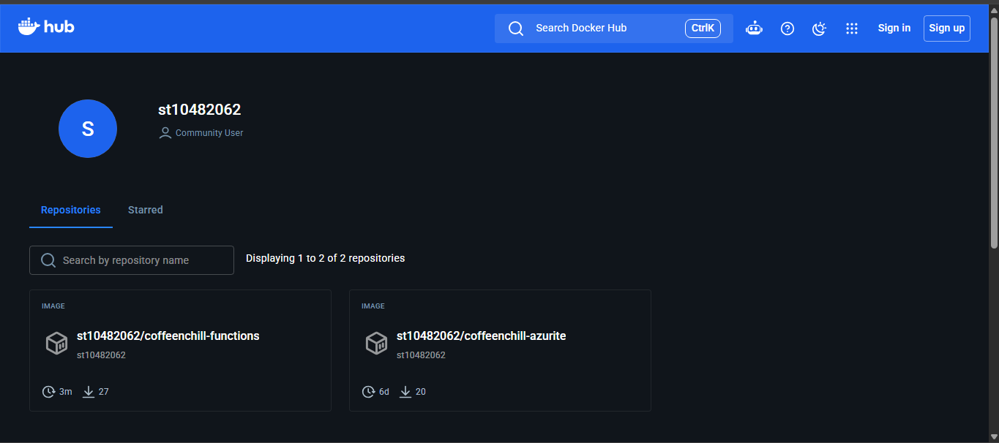 hub
Search Docker Hub
CtrlK
Sign in
Sign up
S
st10482062
Community User
Repositories
Starred
Search by repository name
Displaying 1 to 2 of 2 repositories
IMAGE
st10482062/coffeenchill-functions
st10482062
3m
27
IMAGE
st10482062/coffeenchill-azurite
st10482062
6d
20